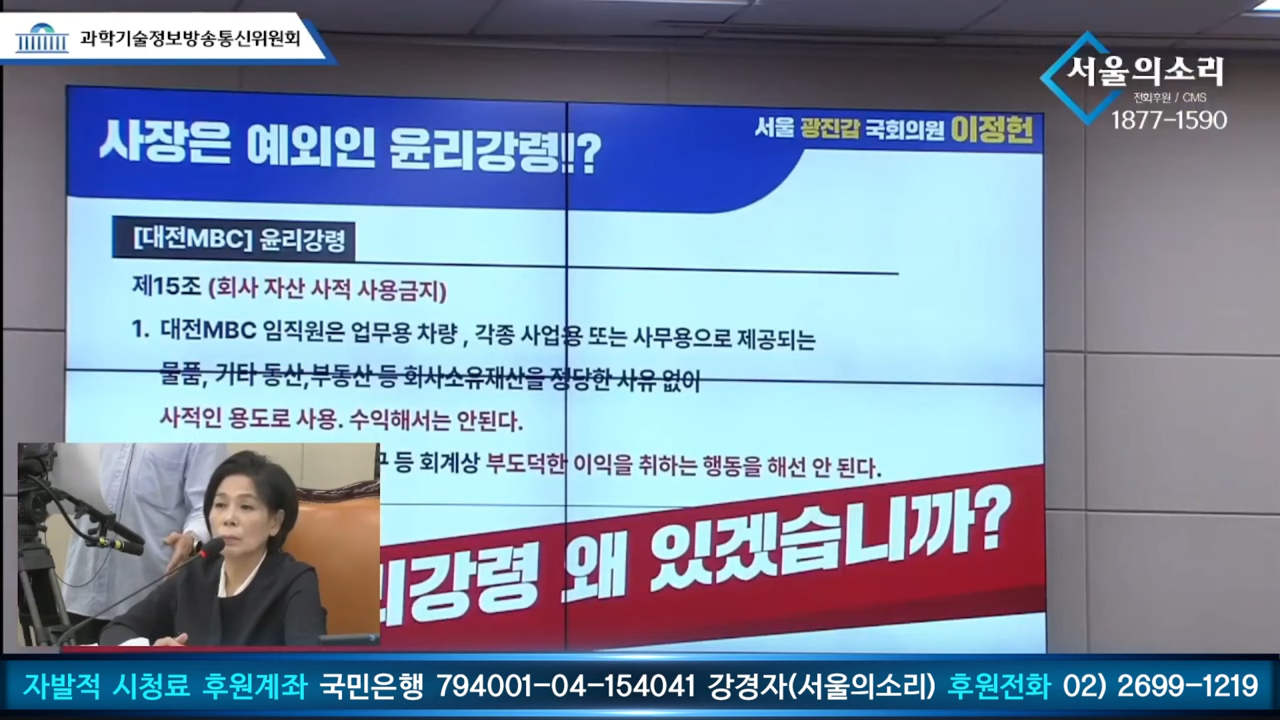 과학기술정보방송통신위원회
서울의소리
전화후원 / CMS
1877-1590
서울 광진갑 국회의원 이정헌
사장은 예외인 윤리강령!?
[대전MBC] 윤리강령
제15조 (회사 자산 사적 사용금지)
1. 대전MBC 임직원은 업무용 차량 , 각종 사업용 또는 사무용으로 제공되는
물품, 기타 동산,부동산 등 회사소유재산을 정당한 사유 없이
사적인 용도로 사용. 수익해서는 안된다.
등 회계상 부도덕한 이익을 취하는 행동을 해선 안 된다.
리강령 왜 있겠습니까?
자발적 시청료 후원계좌 국민은행 794001-04-154041 강경자(서울의소리) 후원전화 02) 2699-1219